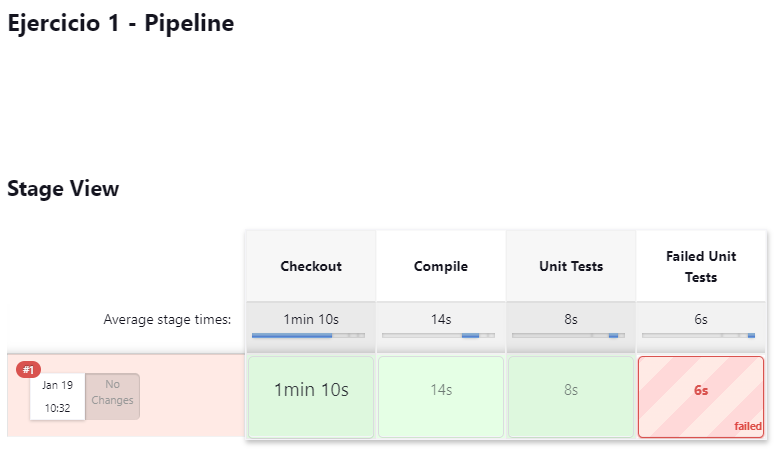 Ejercicio 1 - Pipeline
Stage View
Checkout
Compile
Unit Tests
Failed Unit
Tests
Average stage times:
1min 10s
14s
8s
6s
#1
Jan 19
10:32
No
Changes
1min 10s
14s
8s
6s
failed